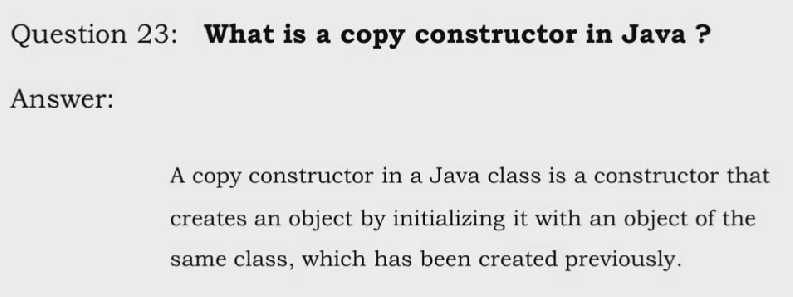 Question 23: What is a copy constructor in Java ?
Answer:
A copy constructor in a Java class is a constructor that
creates an object by initializing it with an object of the
same class, which has been created previously.